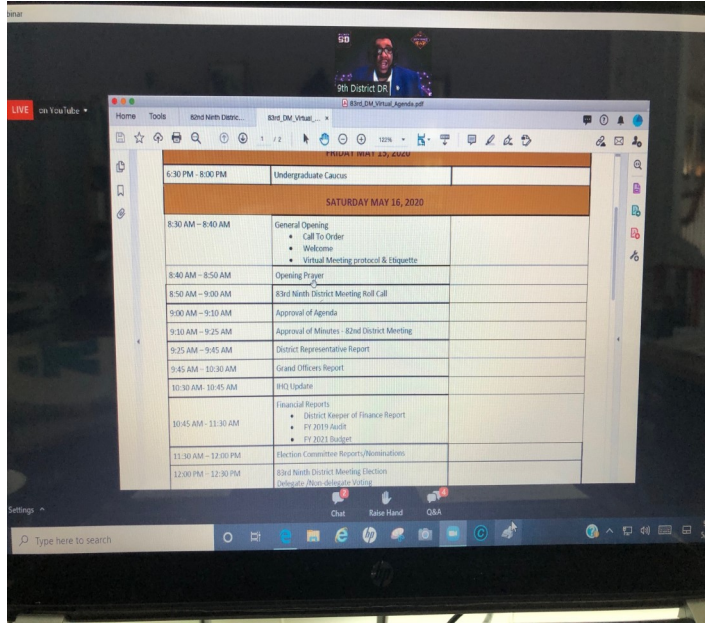 binar
SD
9th District DR
LIVE on YouTube
83rd_DM_Virtual_Agenda.pdf
Home Tools 82nd Ninth Distric... 83rd_DM_Virtual_... ×
1 / 2 122%
FRIDAY MAY 15, 2020
6:30 PM - 8:00 PM Undergraduate Caucus
SATURDAY MAY 16, 2020
8:30 AM – 8:40 AM General Opening
• Call To Order
• Welcome
• Virtual Meeting protocol & Etiquette
8:40 AM – 8:50 AM Opening Prayer
8:50 AM – 9:00 AM 83rd Ninth District Meeting Roll Call
9:00 AM – 9:10 AM Approval of Agenda
9:10 AM – 9:25 AM Approval of Minutes - 82nd District Meeting
9:25 AM – 9:45 AM District Representative Report
9:45 AM – 10:30 AM Grand Officers Report
10:30 AM- 10:45 AM IHQ Update
10:45 AM - 11:30 AM Financial Reports
• District Keeper of Finance Report
• FY 2019 Audit
• FY 2021 Budget
11:30 AM – 12:00 PM Election Committee Reports/Nominations
12:00 PM – 12:30 PM 83rd Ninth District Meeting Election
Delegate /Non-delegate Voting
2 4
Settings Chat Raise Hand Q&A
Type here to search
hp